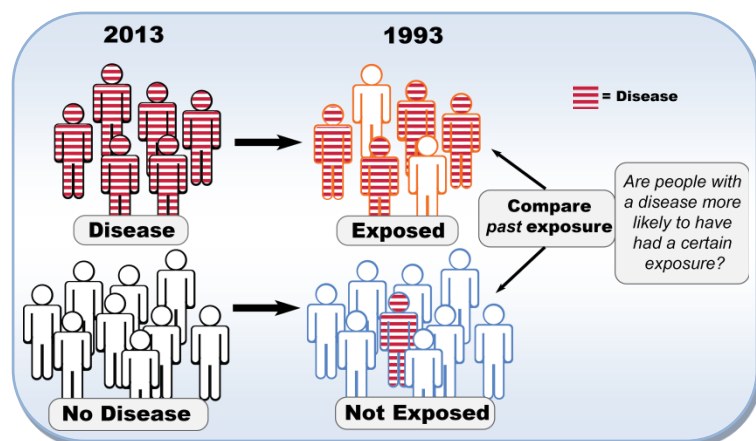 2013
1993
= Disease
Disease
Exposed
Compare
past exposure
Are people with
a disease more
likely to have
had a certain
exposure?
No Disease
Not Exposed